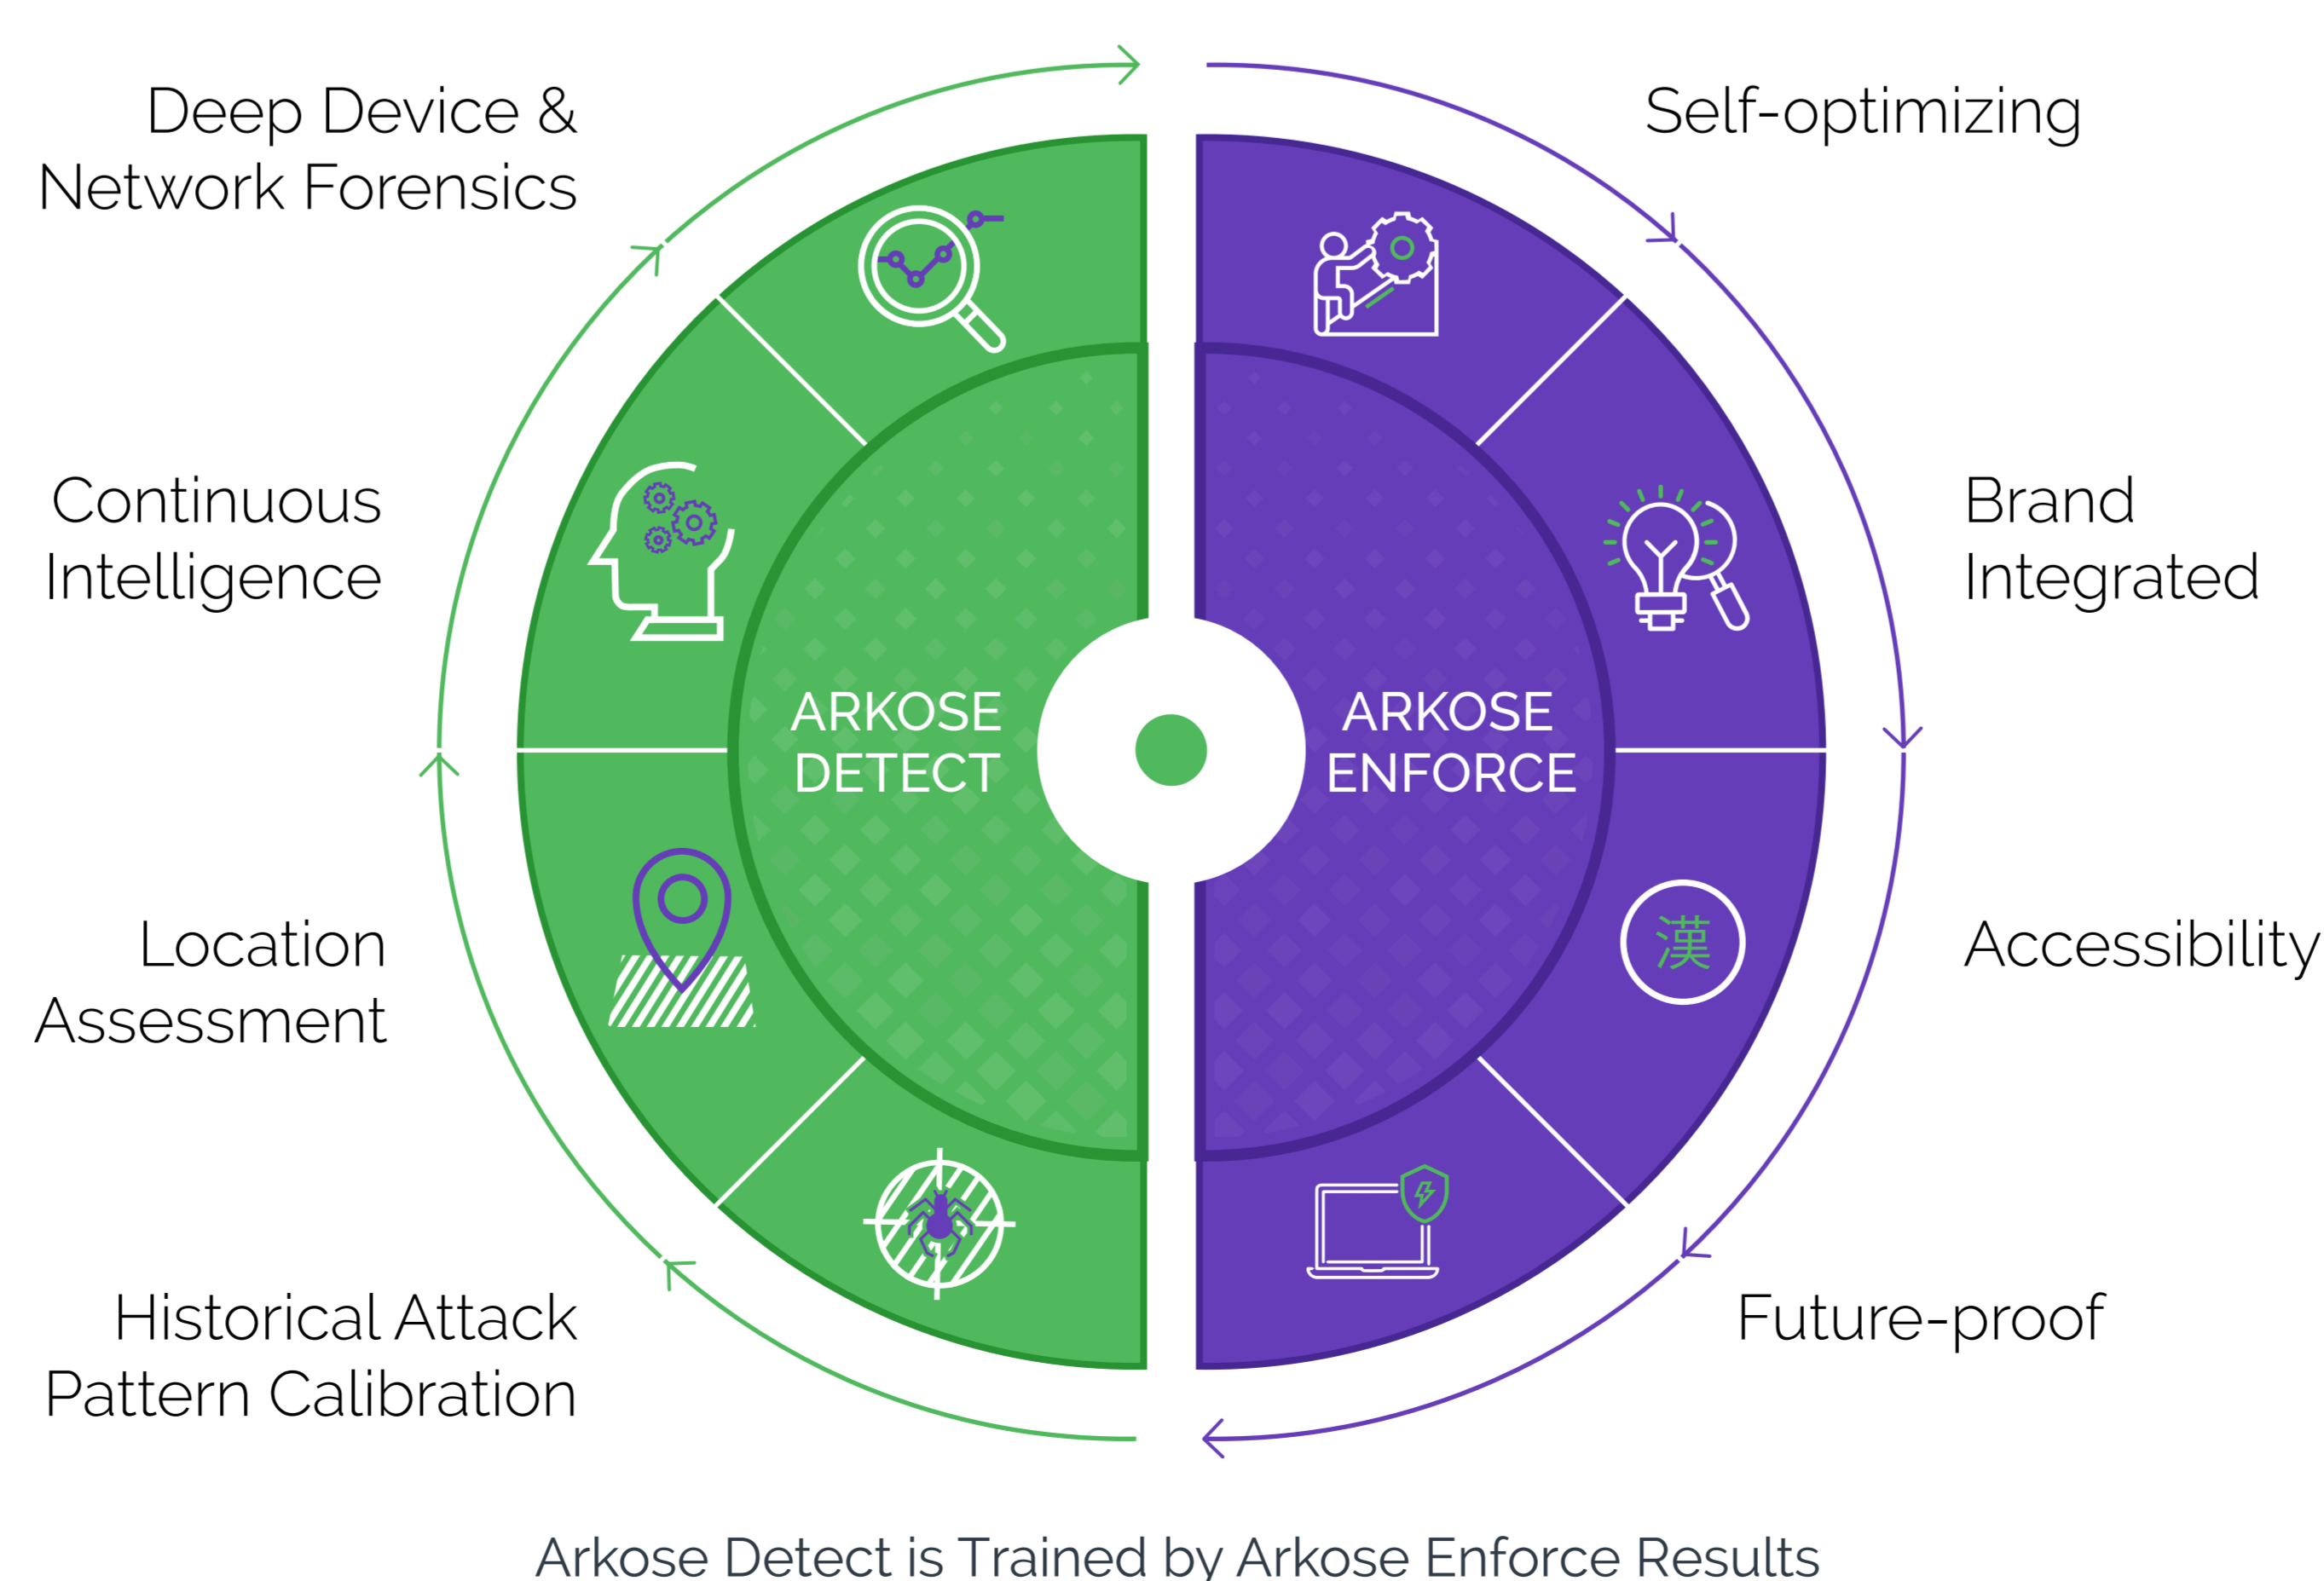 Deep Device &
Network Forensics
Continuous
Intelligence
Location
Assessment
Historical Attack
Pattern Calibration
ARKOSE
DETECT
ARKOSE
ENFORCE
Self-optimizing
Brand
Integrated
漢
Accessibility
Future-proof
Arkose Detect is Trained by Arkose Enforce Results